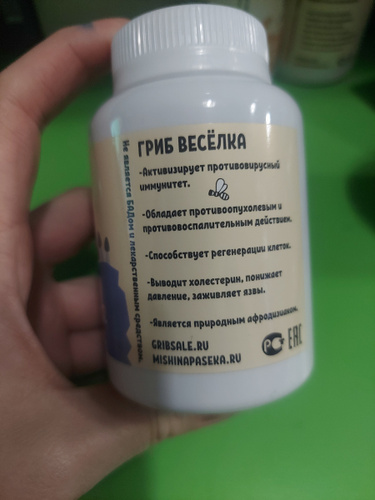 ГРИБ ВЕСЁЛКА
-Активизирует противовирусный
иммунитет.
-Обладает противоопухолевым и
противовоспалительным действием.
-Способствует регенерации клеток.
-Выводит холестерин, понижает
давление, заживляет язвы.
-Является природным афродизиаком.
GRIBSALE.RU
MISHINAPASEKA.RU
EAC
Не является БАДом и лекарственным средством.